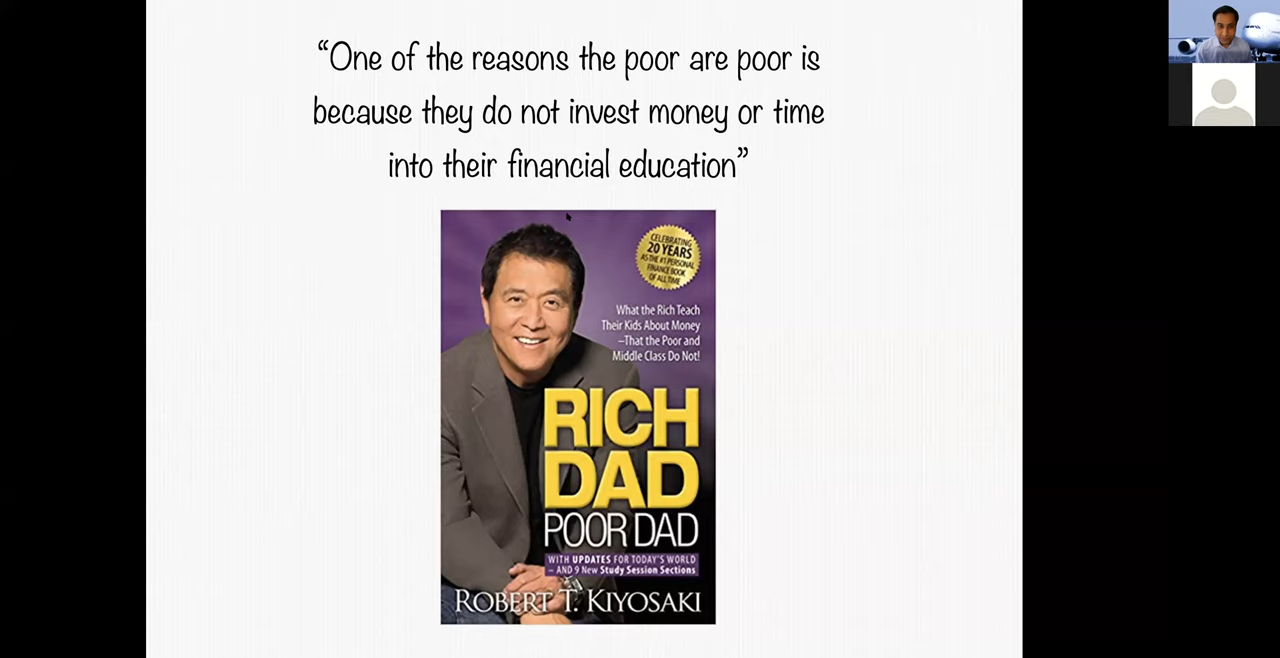 “One of the reasons the poor are poor is
because they do not invest money or time
into their financial education”
CELEBRATING
20 YEARS
AS THE #1 PERSONAL
FINANCE BOOK
OF ALL TIME
What the Rich Teach
Their Kids About Money
–That the Poor and
Middle Class Do Not!
RICH
DAD
POOR DAD
WITH UPDATES FOR TODAY'S WORLD
– AND 9 New Study Session Sections
ROBERT T. KIYOSAKI